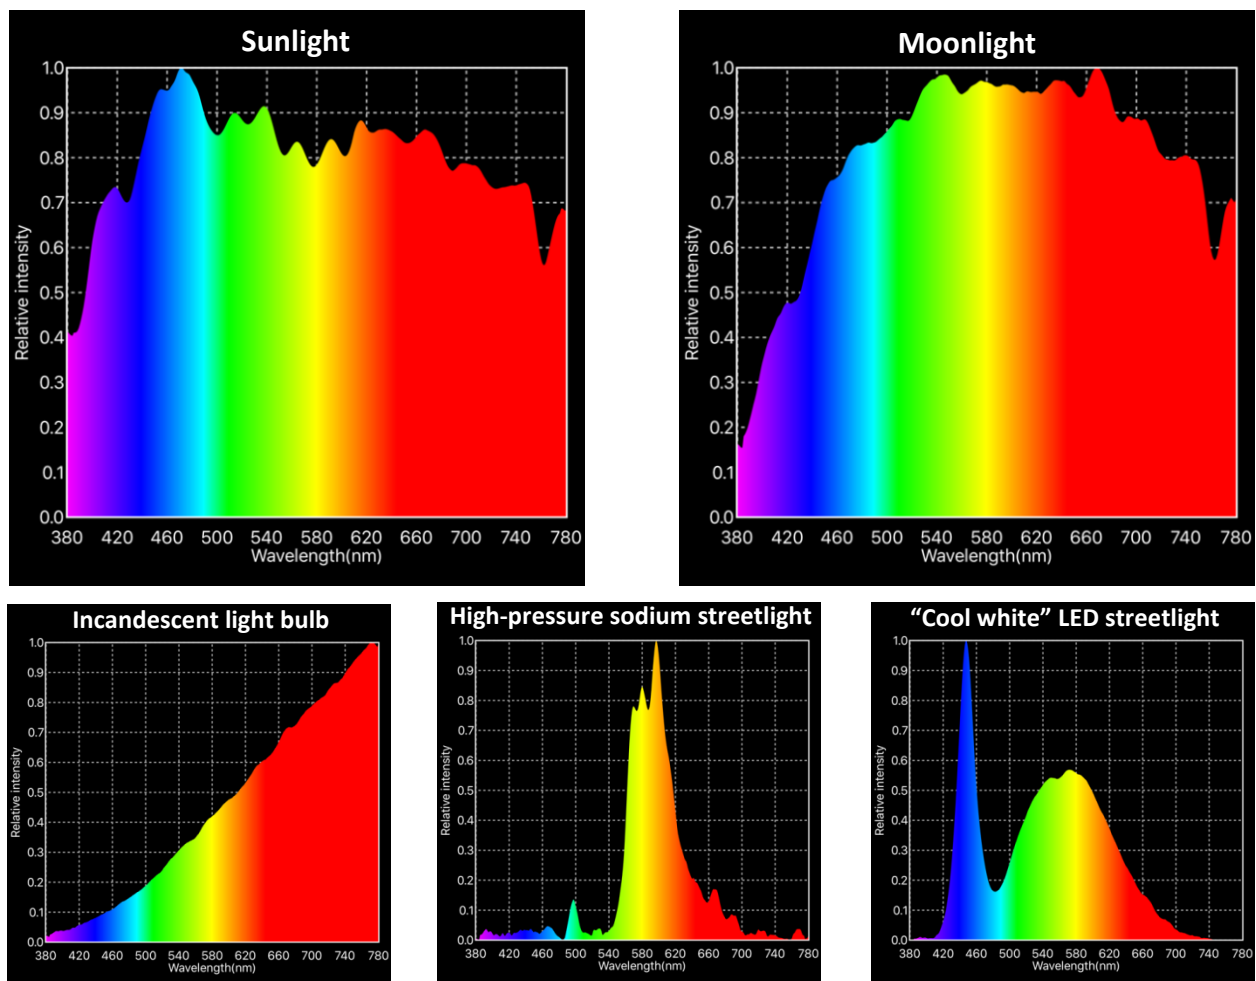 Sunlight
1.0
0.9
0.8
0.7
0.6
0.5
0.4
0.3
0.2
0.1
0.0
Relative intensity
380 420 460 500 540 580 620 660 700 740 780
Wavelength(nm)
Moonlight
1.0
0.9
0.8
0.7
0.6
0.5
0.4
0.3
0.2
0.1
0.0
Relative intensity
380 420 460 500 540 580 620 660 700 740 780
Wavelength(nm)
Incandescent light bulb
1.0
0.9
0.8
0.7
0.6
0.5
0.4
0.3
0.2
0.1
0.0
Relative intensity
380 420 460 500 540 580 620 660 700 740 780
Wavelength(nm)
High-pressure sodium streetlight
1.0
0.9
0.8
0.7
0.6
0.5
0.4
0.3
0.2
0.1
0.0
Relative intensity
380 420 460 500 540 580 620 660 700 740 780
Wavelength(nm)
“Cool white” LED streetlight
1.0
0.9
0.8
0.7
0.6
0.5
0.4
0.3
0.2
0.1
0.0
Relative intensity
380 420 460 500 540 580 620 660 700 740 780
Wavelength(nm)